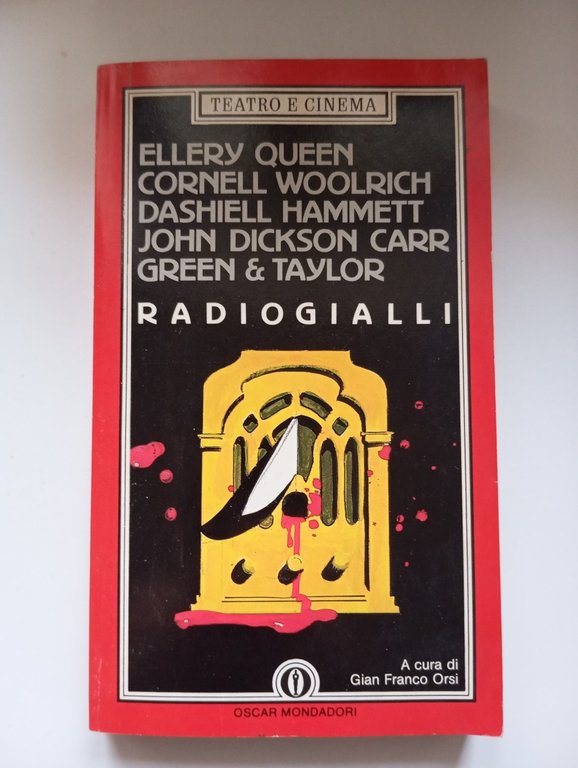 TEATRO E CINEMA
ELLERY QUEEN
CORNELL WOOLRICH
DASHIELL HAMMETT
JOHN DICKSON CARR
GREEN & TAYLOR
RADIOGIALLI
A cura di
Gian Franco Orsi
OSCAR MONDADORI